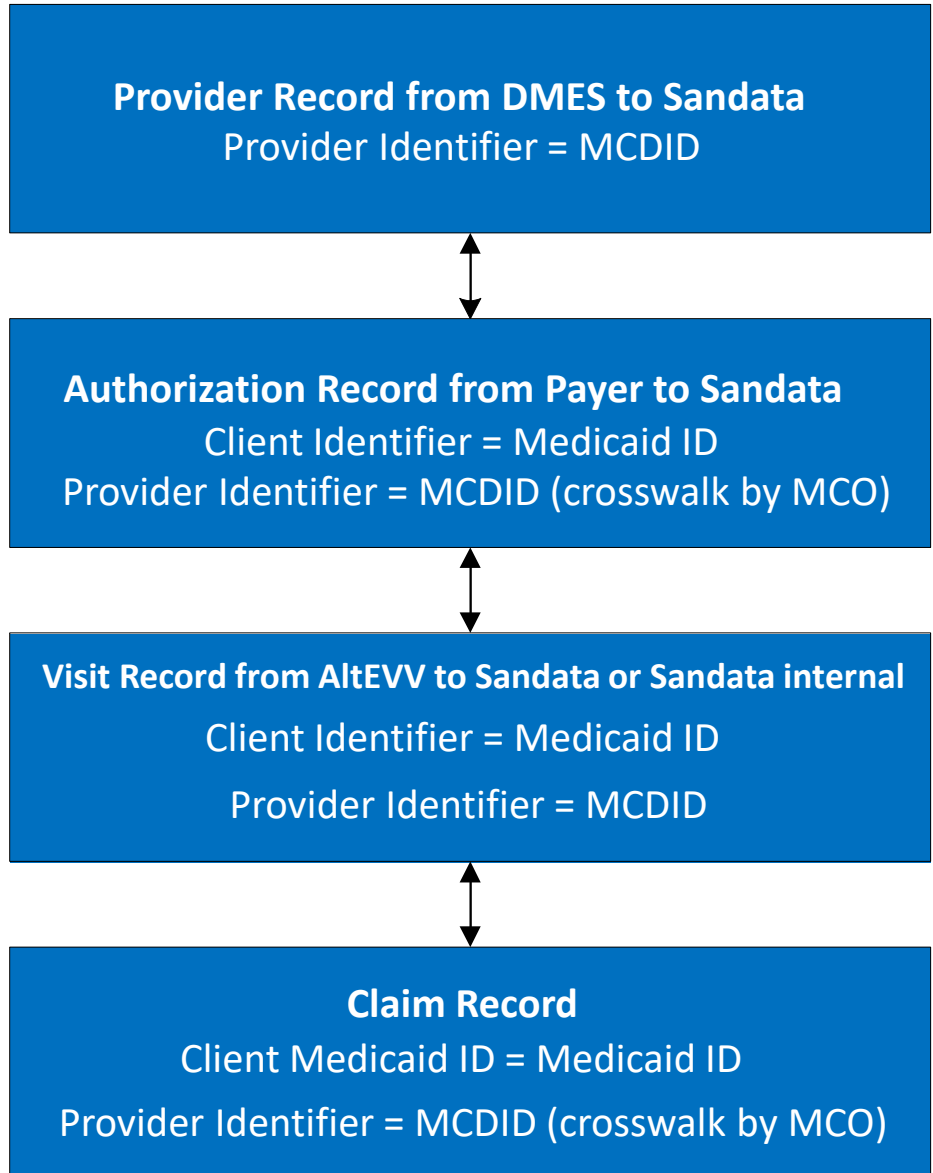 Provider Record from DMES to Sandata
Provider Identifier = MCDID
Authorization Record from Payer to Sandata
Client Identifier = Medicaid ID
Provider Identifier = MCDID (crosswalk by MCO)
Visit Record from AltEVV to Sandata or Sandata internal
Client Identifier = Medicaid ID
Provider Identifier = MCDID
Claim Record
Client Medicaid ID = Medicaid ID
Provider Identifier = MCDID (crosswalk by MCO)